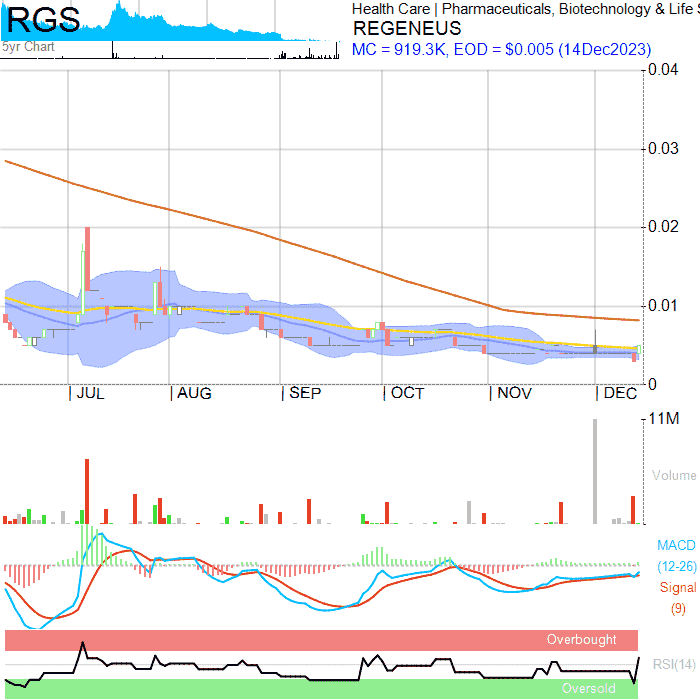 RGS
5yr Chart
Health Care | Pharmaceuticals, Biotechnology & Life
REGENEUS
MC = 919.3K, EOD = $0.005 (14Dec2023)
0.04
0.03
0.02
0.01
0
JUL AUG SEP OCT NOV DEC
11M
Volume
MACD
(12-26)
Signal
(9)
Overbought
RSI(14)
Oversold